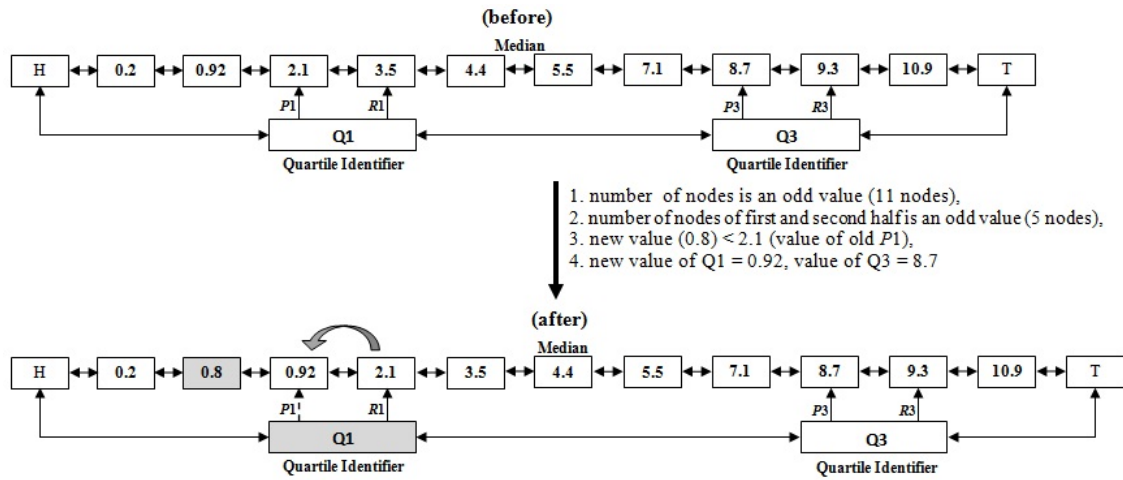 (before)
Median
H 0.2 0.92 2.1 3.5 4.4 5.5 7.1 8.7 9.3 10.9 T
P1 R1 P3 R3
Q1 Q3
Quartile Identifier Quartile Identifier
1. number of nodes is an odd value (11 nodes),
2. number of nodes of first and second half is an odd value (5 nodes),
3. new value (0.8) < 2.1 (value of old P1),
4. new value of Q1 = 0.92, value of Q3 = 8.7
(after)
Median
H 0.2 0.8 0.92 2.1 3.5 4.4 5.5 7.1 8.7 9.3 10.9 T
P1 R1 P3 R3
Q1 Q3
Quartile Identifier Quartile Identifier